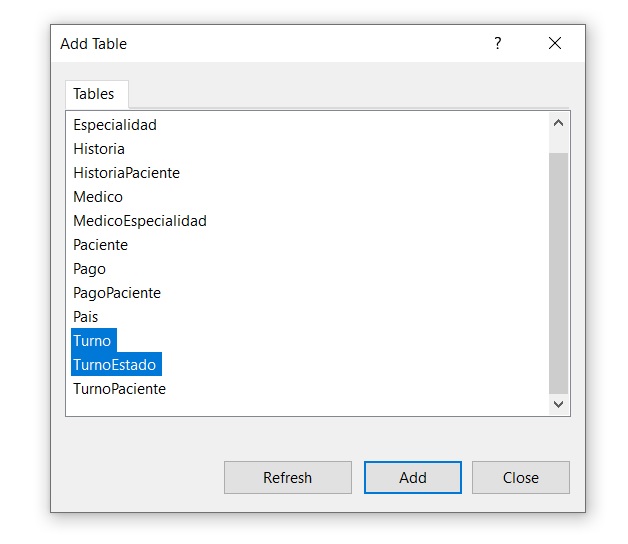 Add Table
?
Tables
Especialidad
Historia
HistoriaPaciente
Medico
MedicoEspecialidad
Paciente
Pago
PagoPaciente
Pais
Turno
TurnoEstado
TurnoPaciente
Refresh Add Close